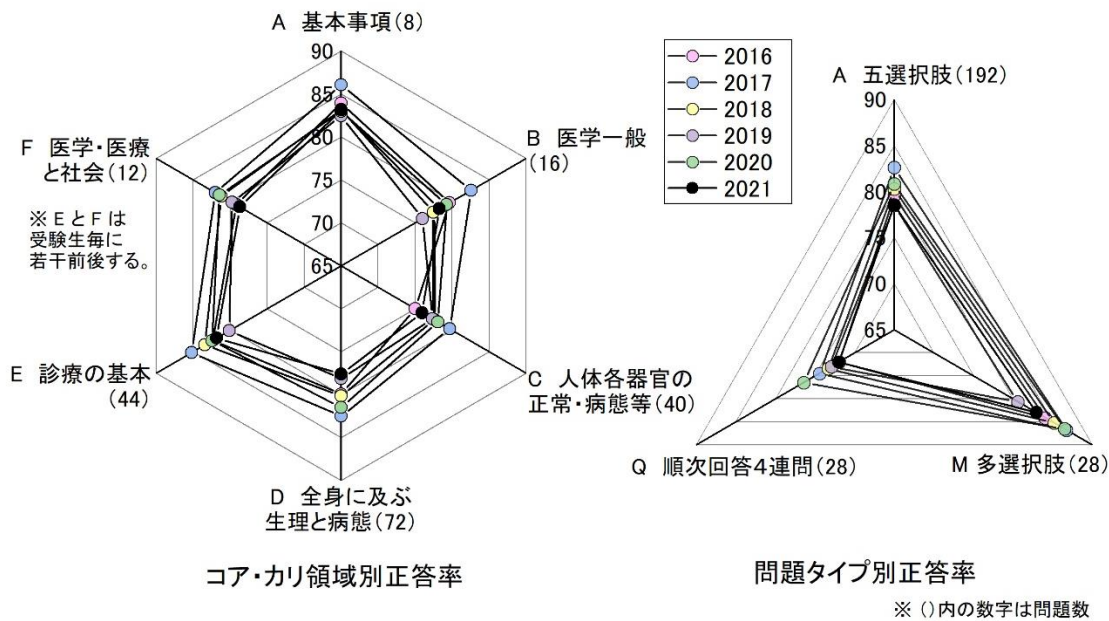 A 基本事項(8)
90
85
80
75
70
65
B 医学一般
(16)
C 人体各器官の
正常・病態等(40)
D 全身に及ぶ
生理と病態(72)
E 診療の基本
(44)
F 医学・医療
と社会(12)
※EとFは
受験生毎に
若干前後する。
コア・カリ領域別正答率
2016
2017
2018
2019
2020
2021
A 五選択肢(192)
90
85
80
75
70
65
M 多選択肢(28)
Q 順次回答4連問(28)
問題タイプ別正答率
※ ()内の数字は問題数